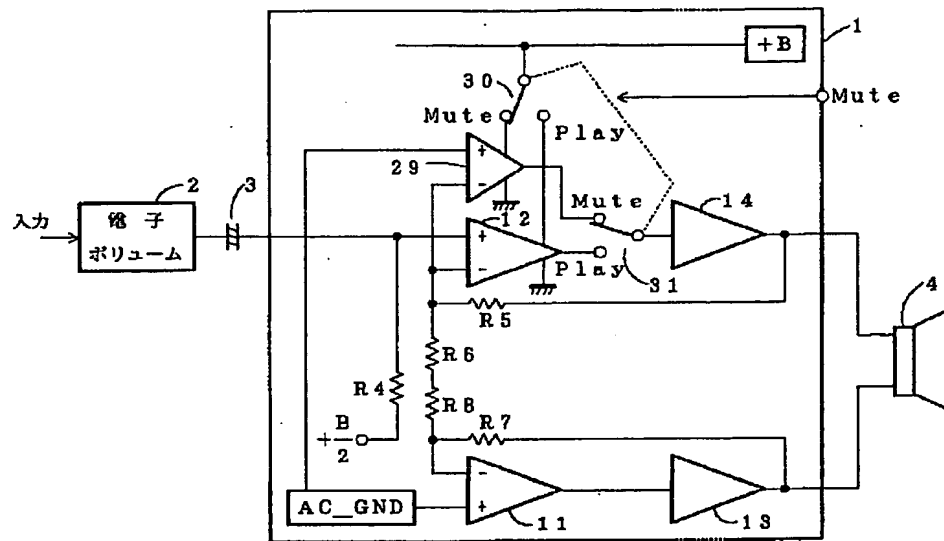 +B
1
30
Mute
Mute
Play
29
+
-
2
3
12
Mute
14
入力
電子
ボリューム
+
-
Play
31
4
R5
R6
R4
R8
R7
+B/2
-
+
AC_GND
11
13